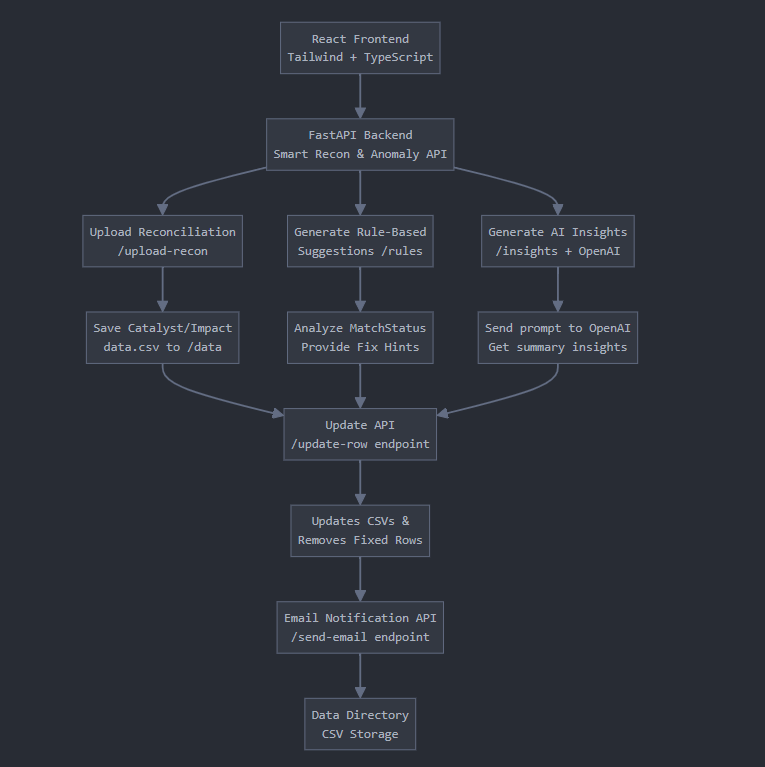 React Frontend
Tailwind + TypeScript
FastAPI Backend
Smart Recon & Anomaly API
Upload Reconciliation
/upload-recon
Generate Rule-Based
Suggestions /rules
Generate AI Insights
/insights + OpenAI
Save Catalyst/Impact
data.csv to /data
Analyze MatchStatus
Provide Fix Hints
Send prompt to OpenAI
Get summary insights
Update API
/update-row endpoint
Updates CSVs &
Removes Fixed Rows
Email Notification API
/send-email endpoint
Data Directory
CSV Storage